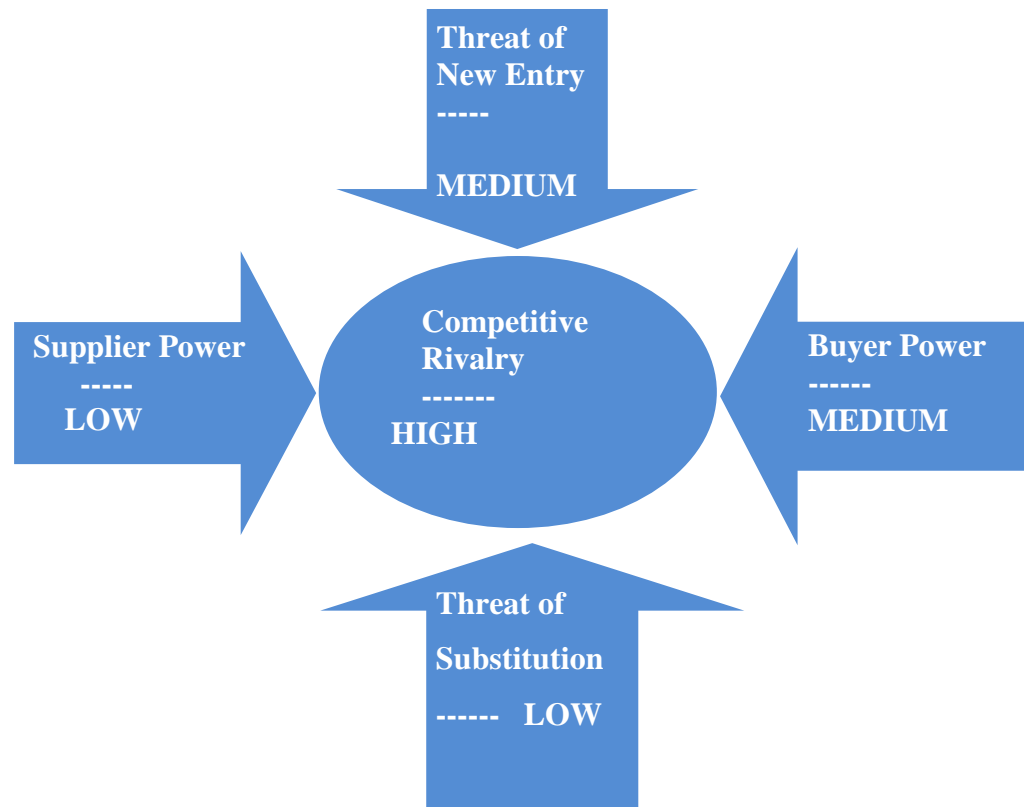 Threat of
New Entry
-----
MEDIUM
Supplier Power
-----
LOW
Competitive
Rivalry
-------
HIGH
Buyer Power
------
MEDIUM
Threat of
Substitution
------ LOW